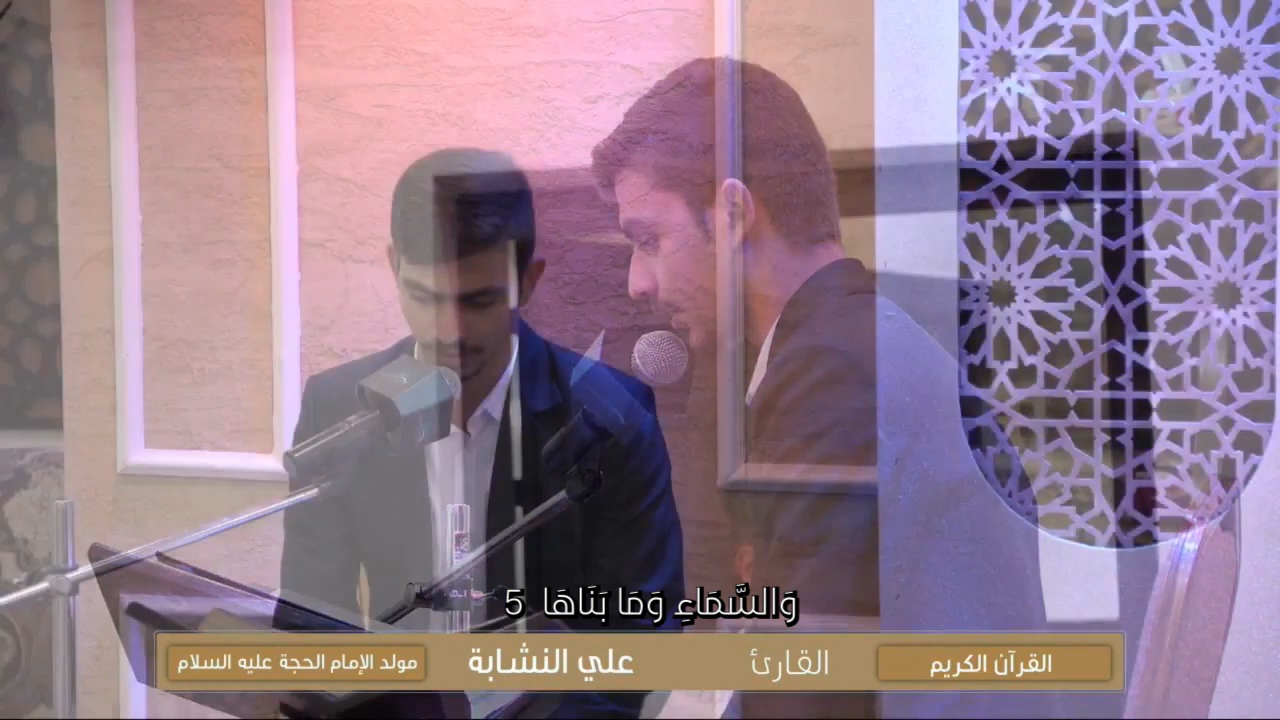 وَالسَّمَاءِ وَمَا بَنَاهَا 5
القرآن الكريم
القارئ
علي النشابة
مولد الإمام الحجة عليه السلام